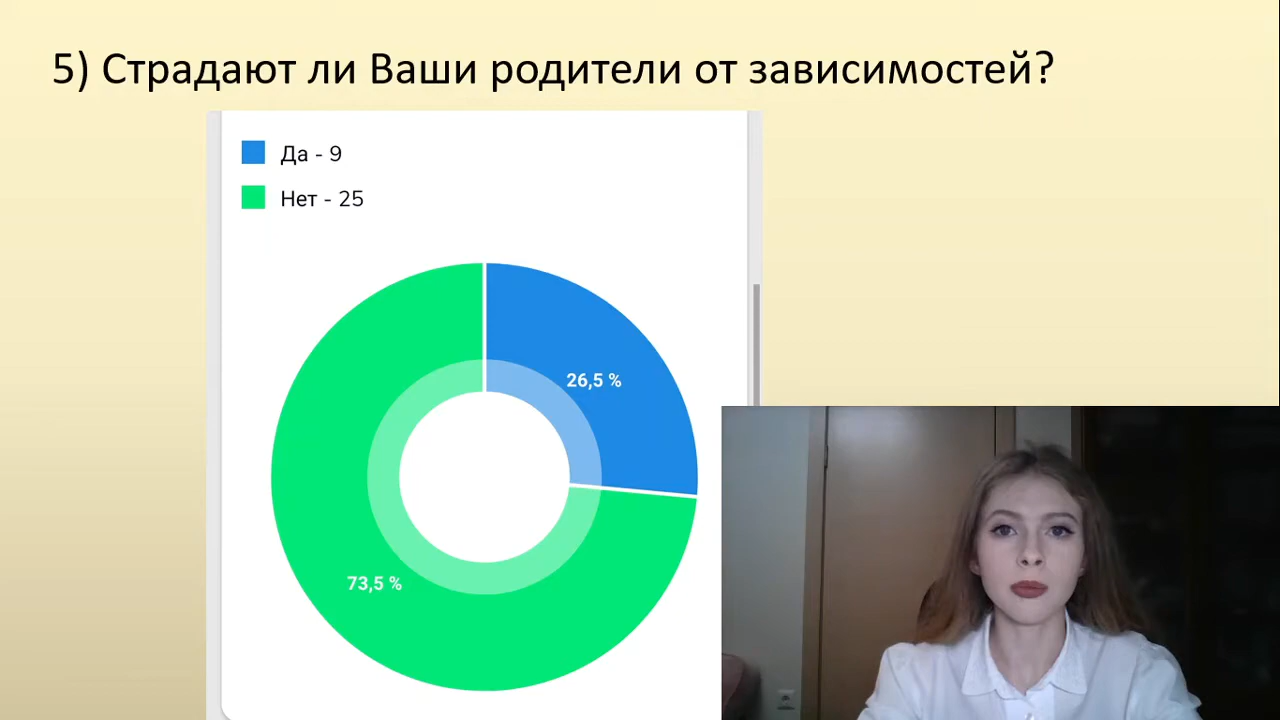 5) Страдают ли Ваши родители от зависимостей?
Да - 9
Нет - 25
26,5 %
73,5 %